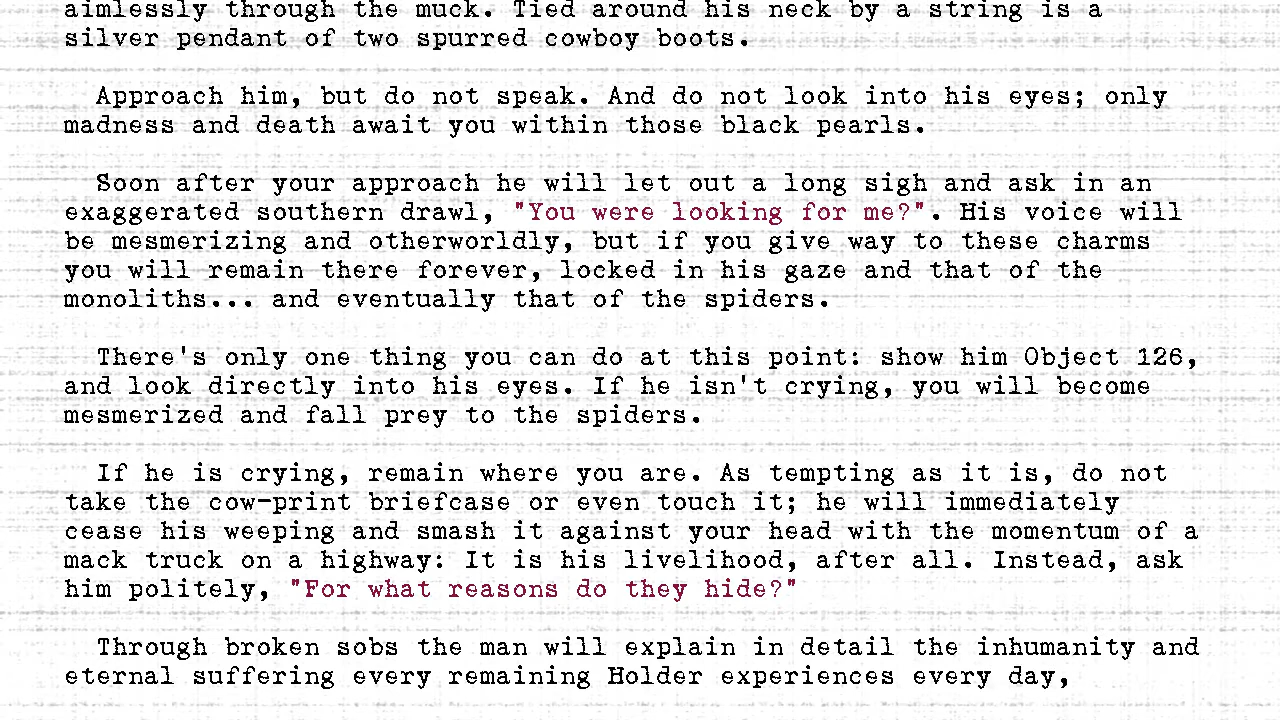 aimlessly through the muck. Tied around his neck by a string is a
silver pendant of two spurred cowboy boots.
Approach him, but do not speak. And do not look into his eyes; only
madness and death await you within those black pearls.
Soon after your approach he will let out a long sigh and ask in an
exaggerated southern drawl, "You were looking for me?". His voice will
be mesmerizing and otherworldly, but if you give way to these charms
you will remain there forever, locked in his gaze and that of the
monoliths... and eventually that of the spiders.
There's only one thing you can do at this point: show him Object 126,
and look directly into his eyes. If he isn't crying, you will become
mesmerized and fall prey to the spiders.
If he is crying, remain where you are. As tempting as it is, do not
take the cow-print briefcase or even touch it; he will immediately
cease his weeping and smash it against your head with the momentum of a
mack truck on a highway: It is his livelihood, after all. Instead, ask
him politely, "For what reasons do they hide?"
Through broken sobs the man will explain in detail the inhumanity and
eternal suffering every remaining Holder experiences every day,